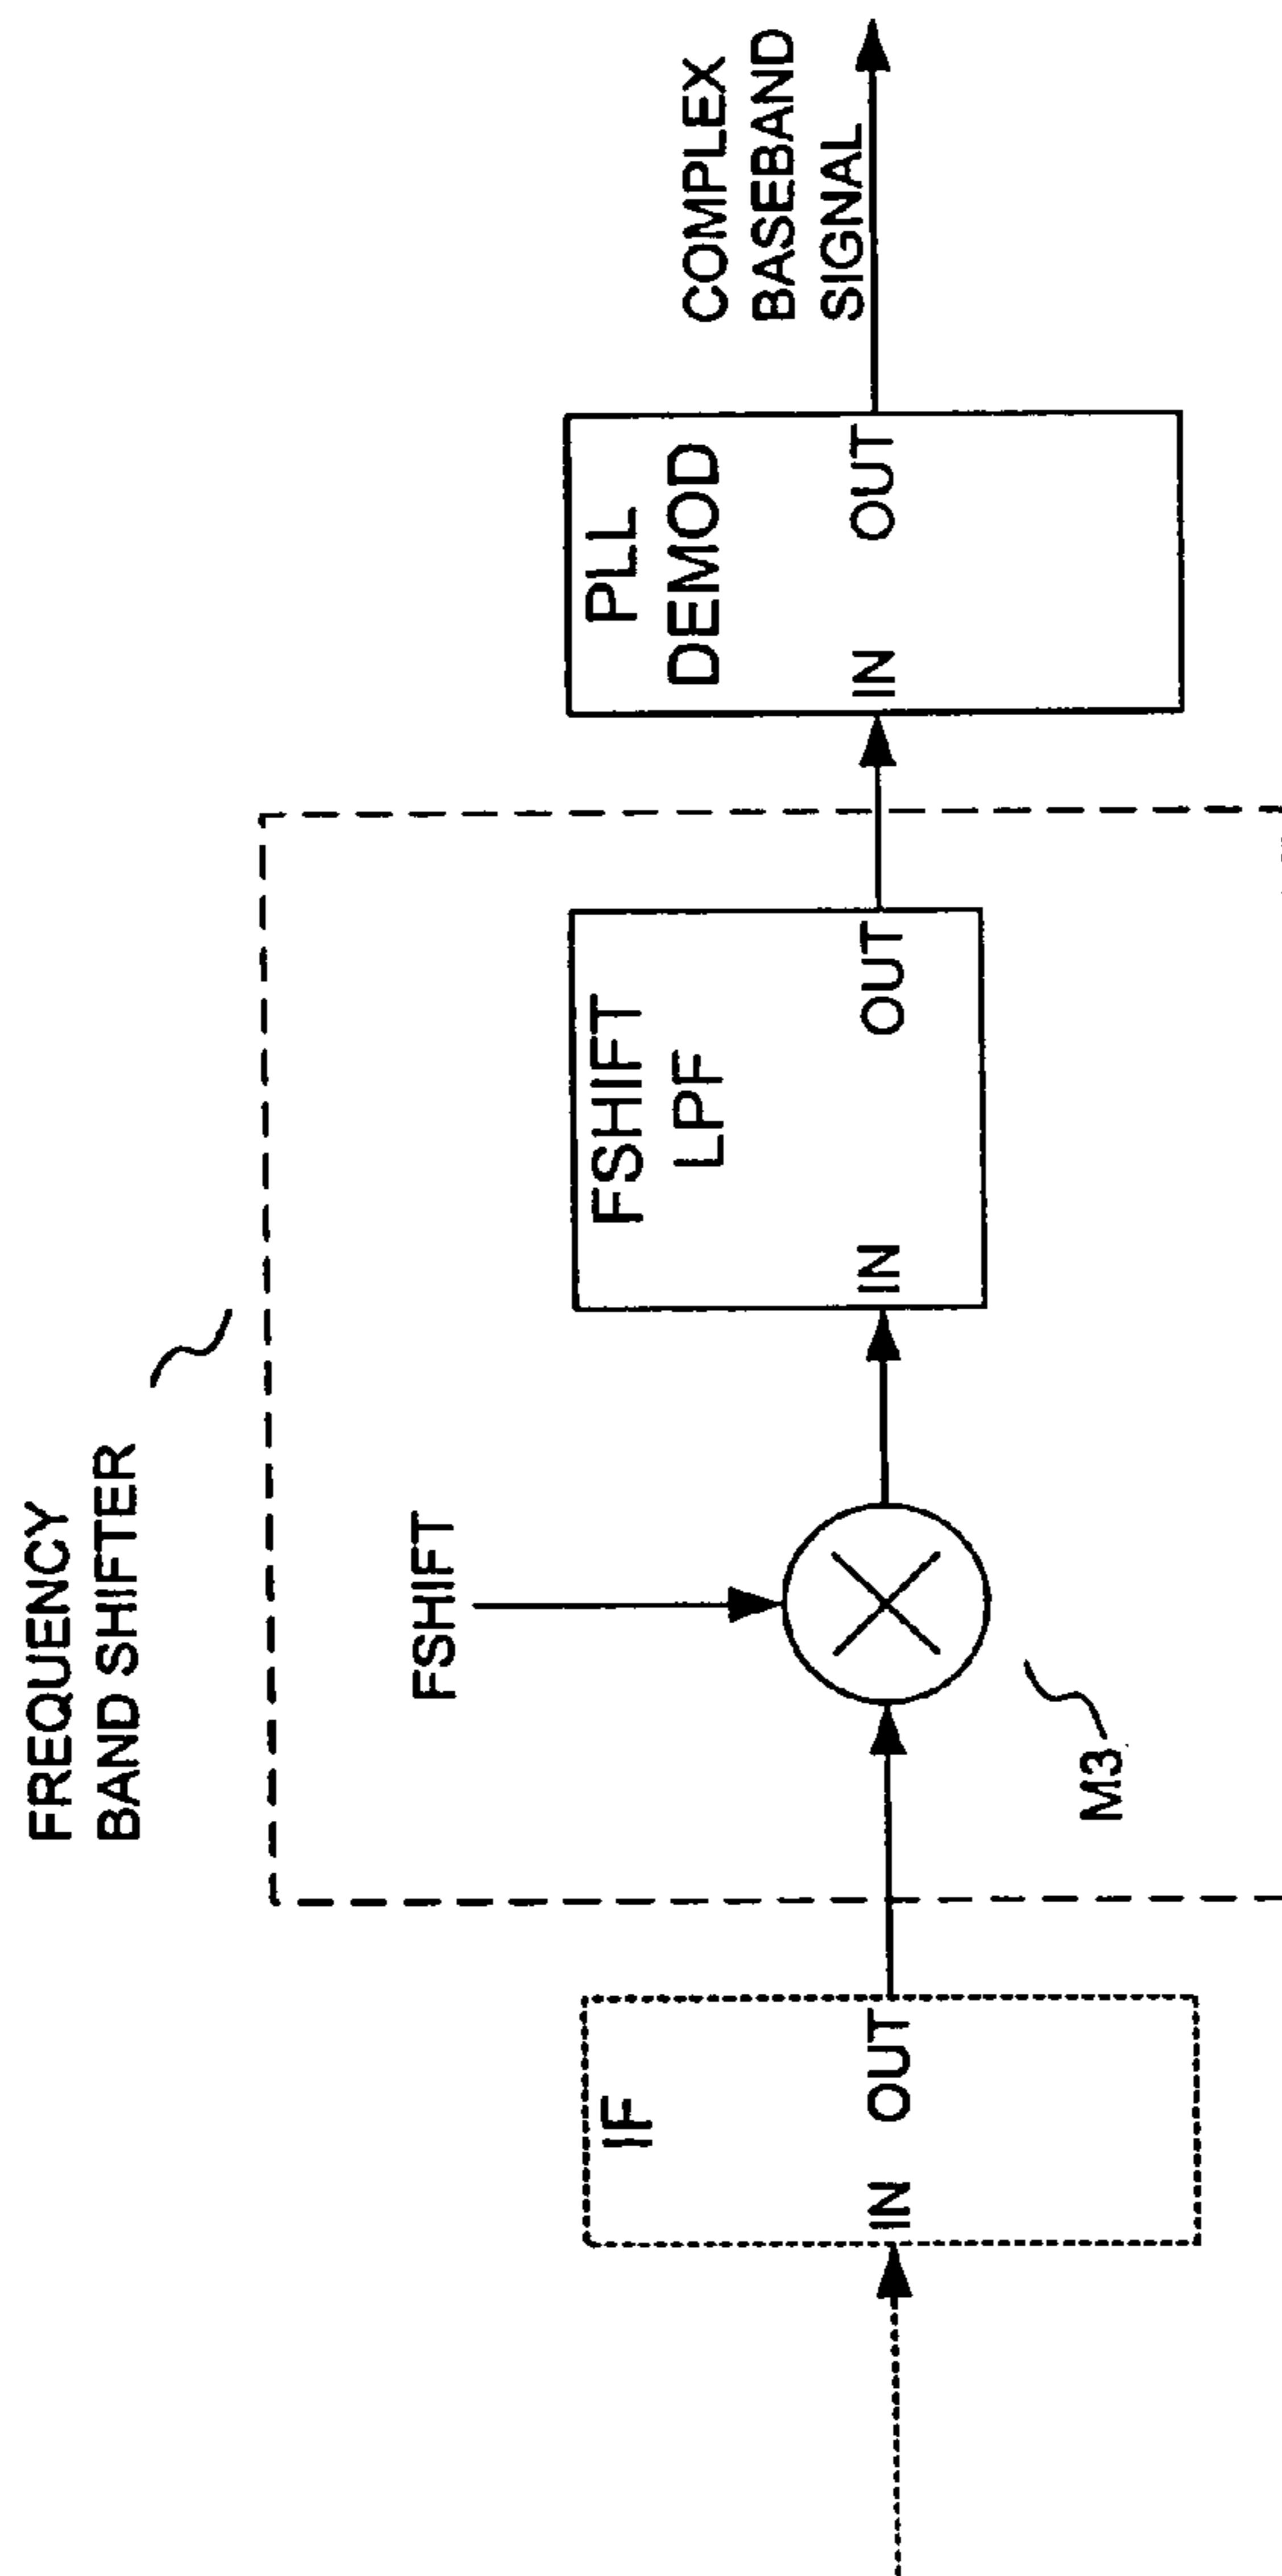 FREQUENCY
BAND SHIFTER
FSHIFT
IF
IN OUT
M3
FSHIFT
LPF
IN OUT
PLL
DEMOD
IN OUT
COMPLEX
BASEBAND
SIGNAL